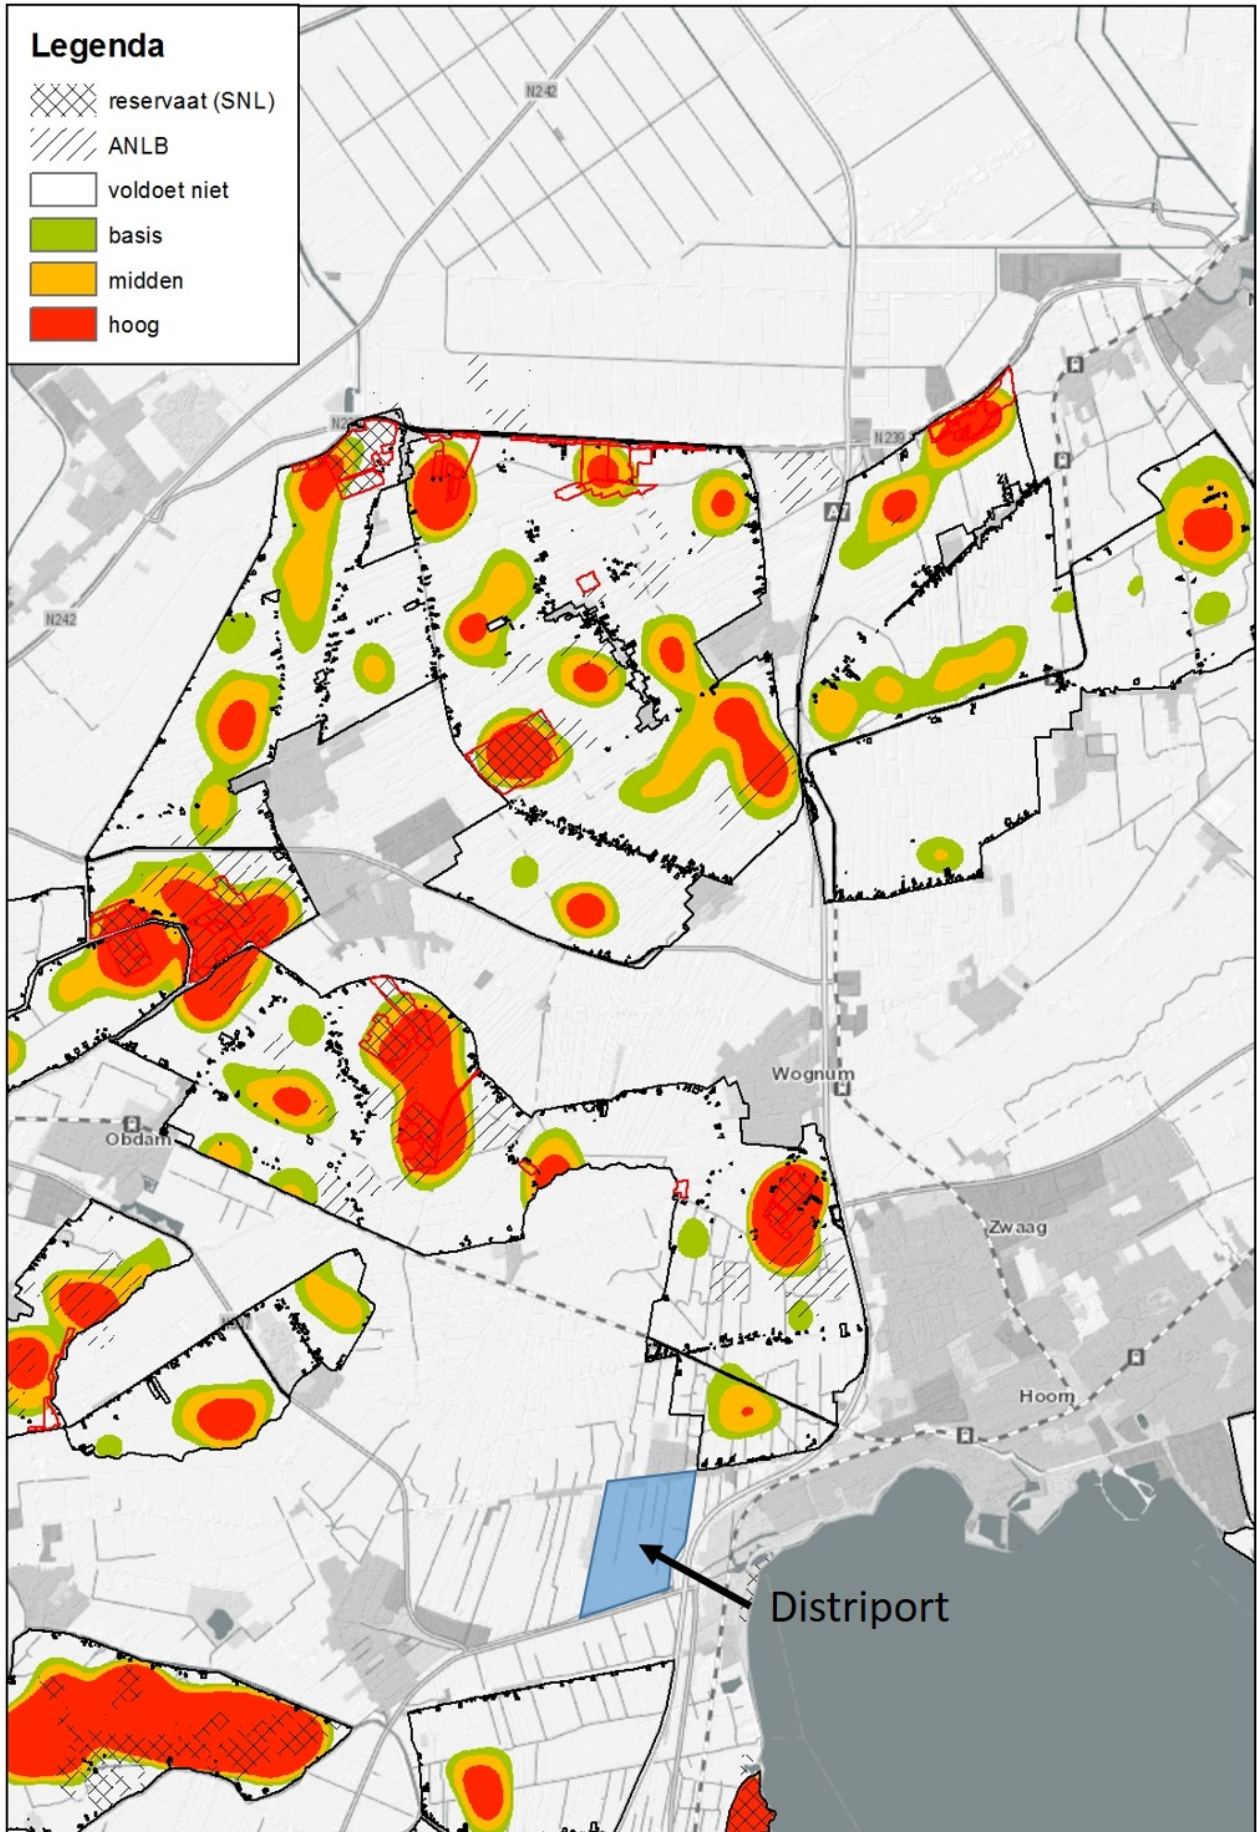 Legenda
reservaat (SNL)
ANLB
voldoet niet
basis
midden
hoog
N242
N239
A7
N242
Wognum
Obdam
Zwaag
Hoorn
Distriport